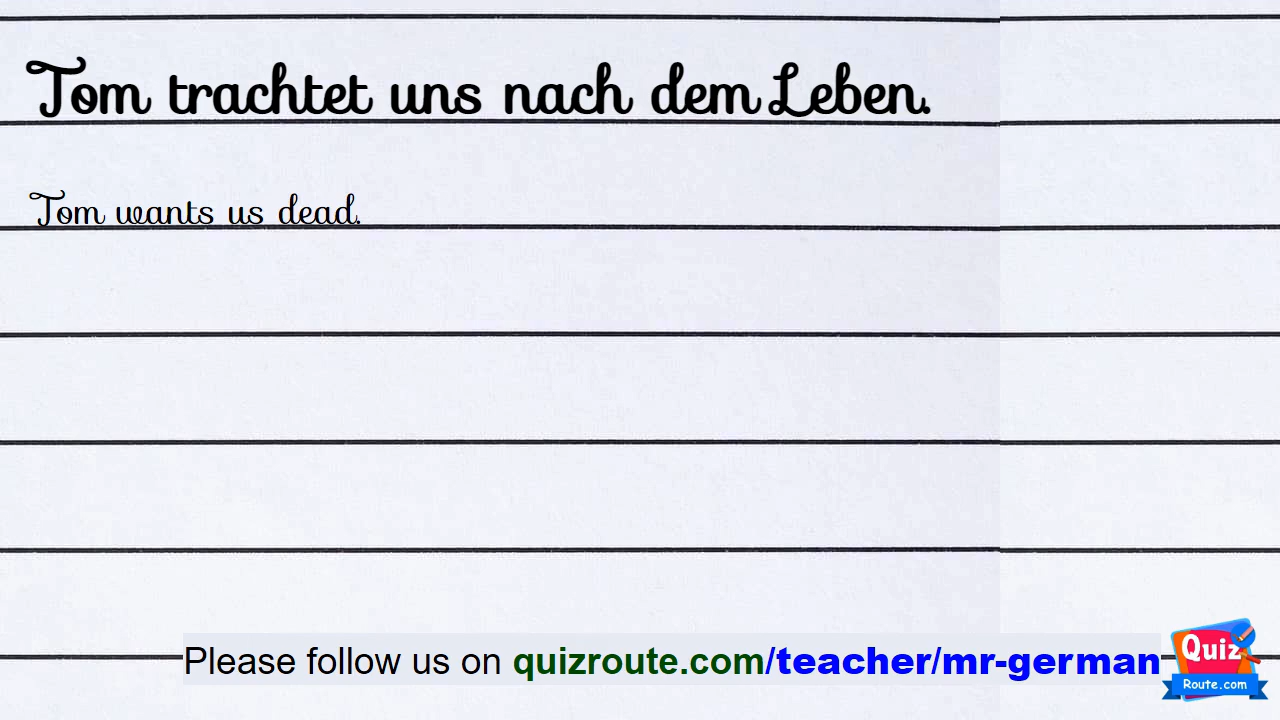 Tom trachtet uns nach dem Leben.
Tom wants us dead.
Please follow us on quizroute.com/teacher/mr-german
Quiz
Route.com